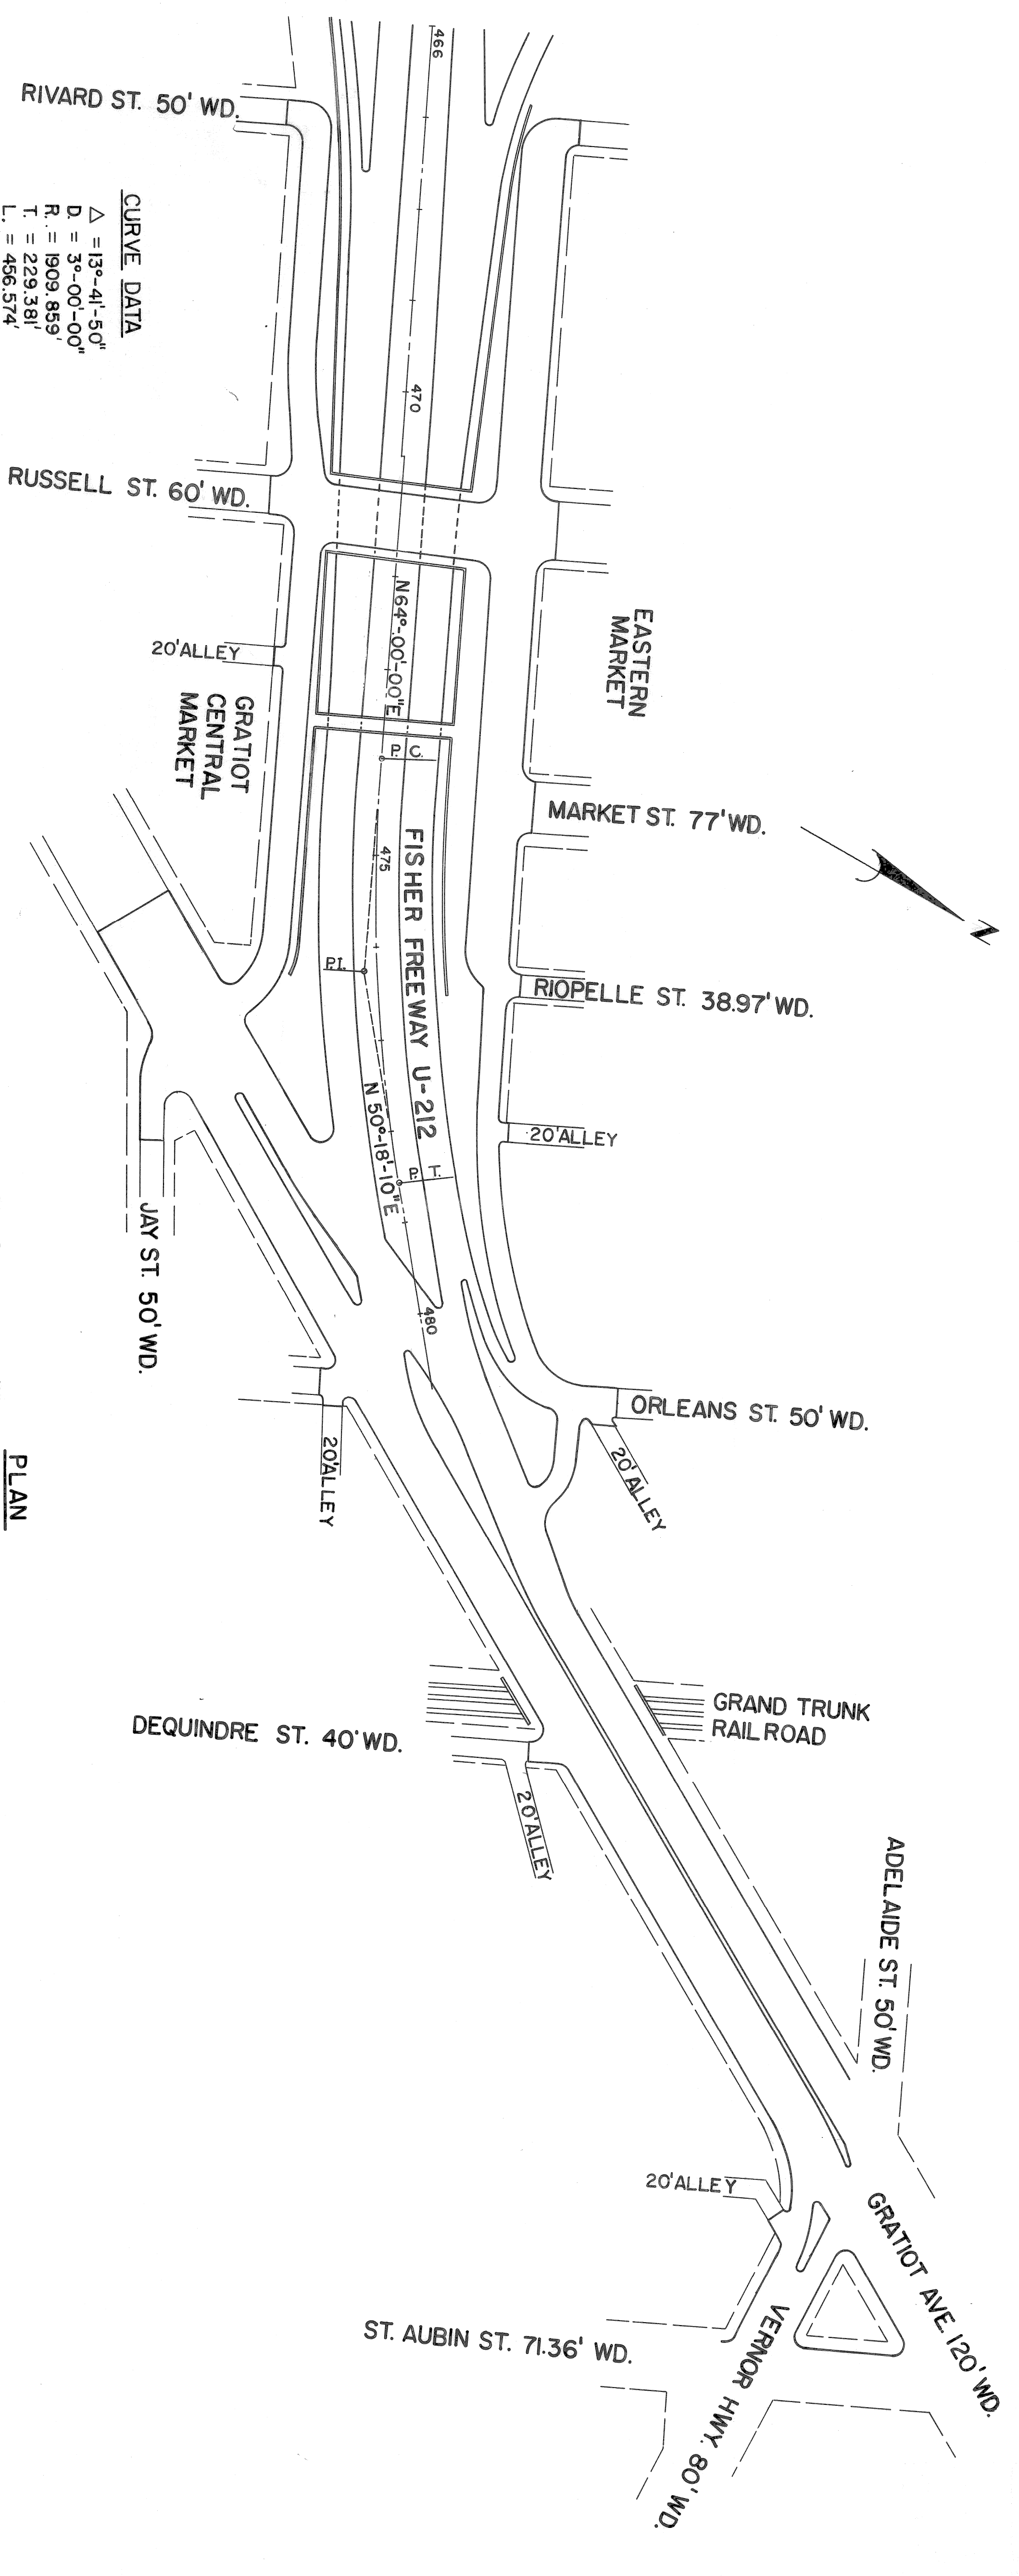 466
RIVARD ST. 50' WD.
CURVE DATA
△ = 13°-41'-50"
D. = 3°-00'-00"
R. = 1909.859'
T. = 229.381'
L. = 456.574'
470
RUSSELL ST. 60' WD.
N64°-00'-00"E
EASTERN
MARKET
20' ALLEY
GRATIOT
CENTRAL
MARKET
P. C.
MARKET ST. 77' WD.
475
FISHER FREEWAY U-212
N
P.I.
RIOPELLE ST. 38.97' WD.
N 50°-18'-10"E
20' ALLEY
P. T.
JAY ST. 50' WD.
480
ORLEANS ST. 50' WD.
20' ALLEY
20' ALLEY
PLAN
GRAND TRUNK
RAILROAD
DEQUINDRE ST. 40' WD.
20' ALLEY
ADELAIDE ST. 50' WD.
20' ALLEY
GRATIOT AVE. 120' WD.
ST. AUBIN ST. 71.36' WD.
VERNOR HWY. 80' WD.